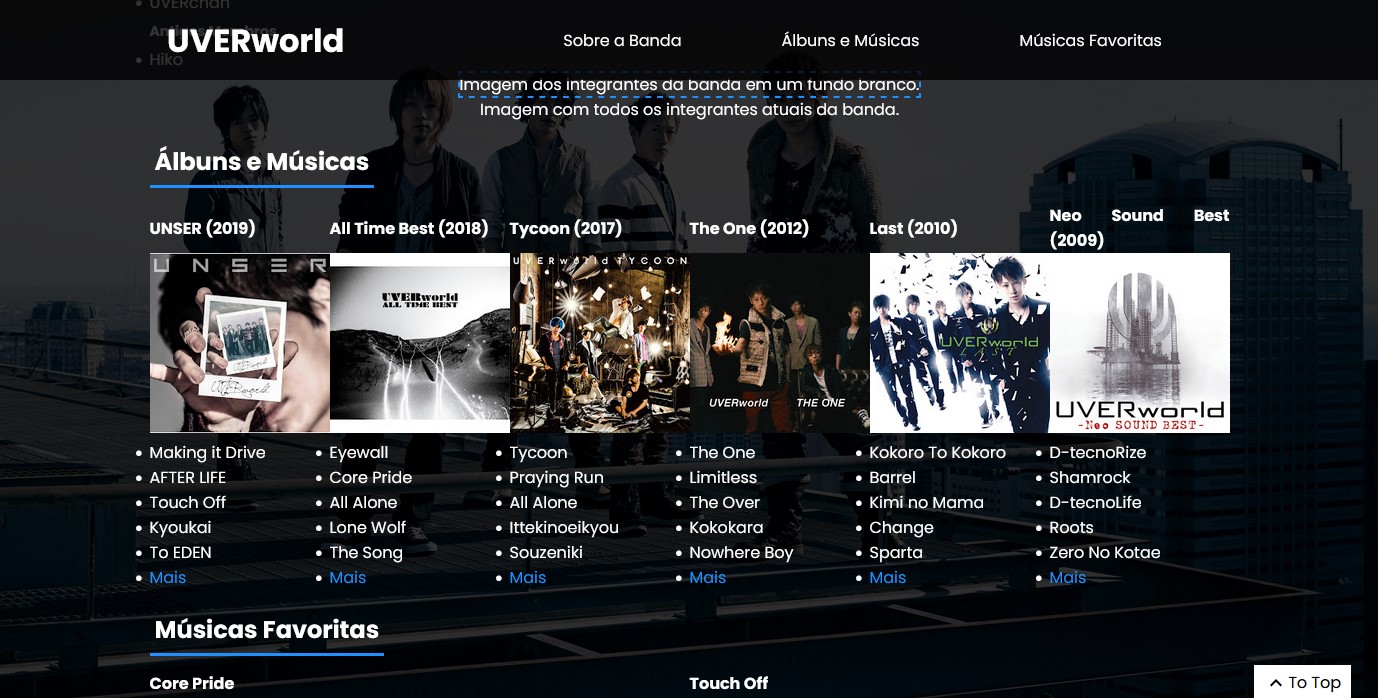 UVERchan
Antigos Membros
Hiko
UVERworld
Sobre a Banda
Álbuns e Músicas
Músicas Favoritas
Imagem dos integrantes da banda em um fundo branco.
Imagem com todos os integrantes atuais da banda.
Álbuns e Músicas
UNSER (2019)
All Time Best (2018)
Tycoon (2017)
The One (2012)
Last (2010)
Neo Sound Best
(2009)
UNSER
UVERworld
ALL TIME BEST
UVERworld TYCOON
UVERworld THE ONE
UVERworld
LAST
UVERworld
-Neo SOUND BEST-
Making it Drive
AFTER LIFE
Touch Off
Kyoukai
To EDEN
Mais
Eyewall
Core Pride
All Alone
Lone Wolf
The Song
Mais
Tycoon
Praying Run
All Alone
Ittekinoeikyou
Souzeniki
Mais
The One
Limitless
The Over
Kokokara
Nowhere Boy
Mais
Kokoro To Kokoro
Barrel
Kimi no Mama
Change
Sparta
Mais
D-tecnoRize
Shamrock
D-tecnoLife
Roots
Zero No Kotae
Mais
Músicas Favoritas
Core Pride
Touch Off
To Top